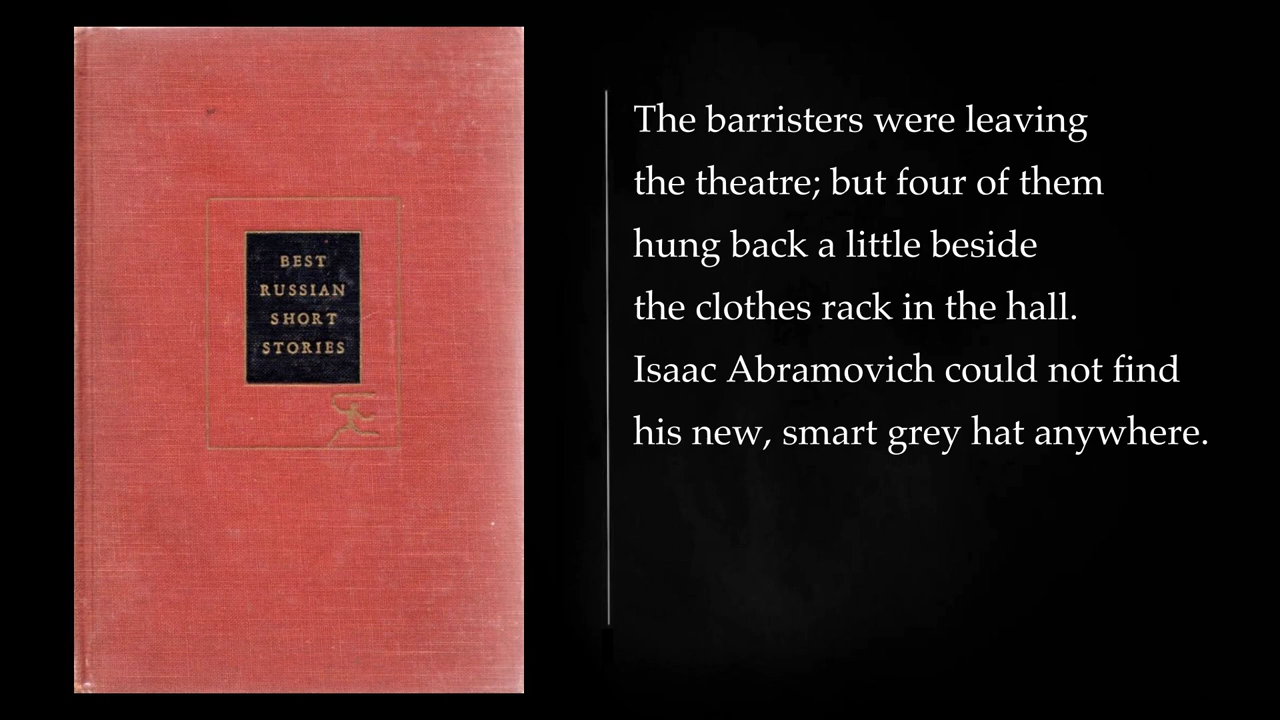 BEST
RUSSIAN
SHORT
STORIES
The barristers were leaving
the theatre; but four of them
hung back a little beside
the clothes rack in the hall.
Isaac Abramovich could not find
his new, smart grey hat anywhere.